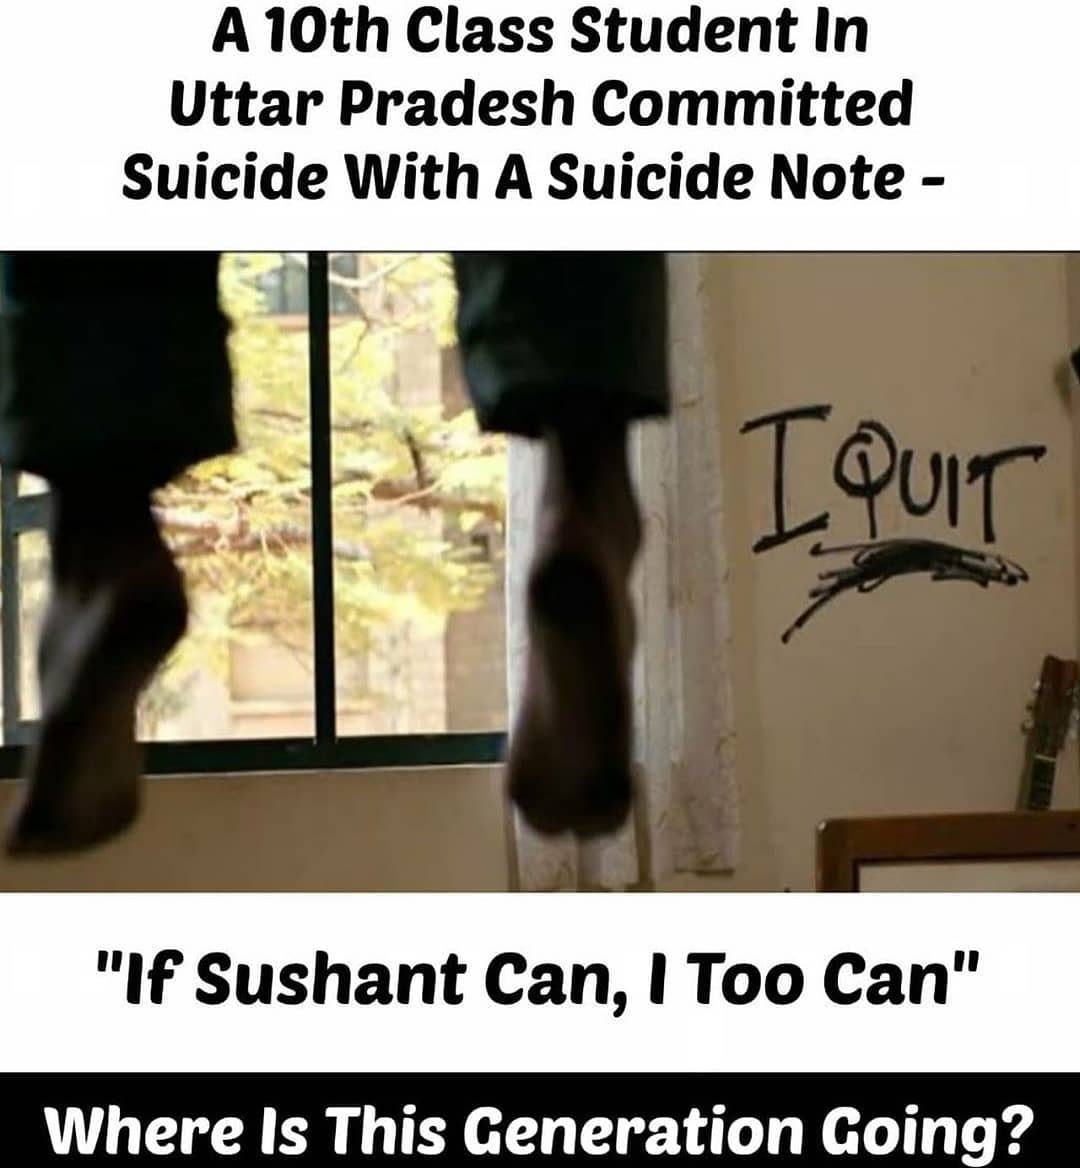 A 10th Class Student In
Uttar Pradesh Committed
Suicide With A Suicide Note -
I QUIT
"If Sushant Can, I Too Can"
Where Is This Generation Going?